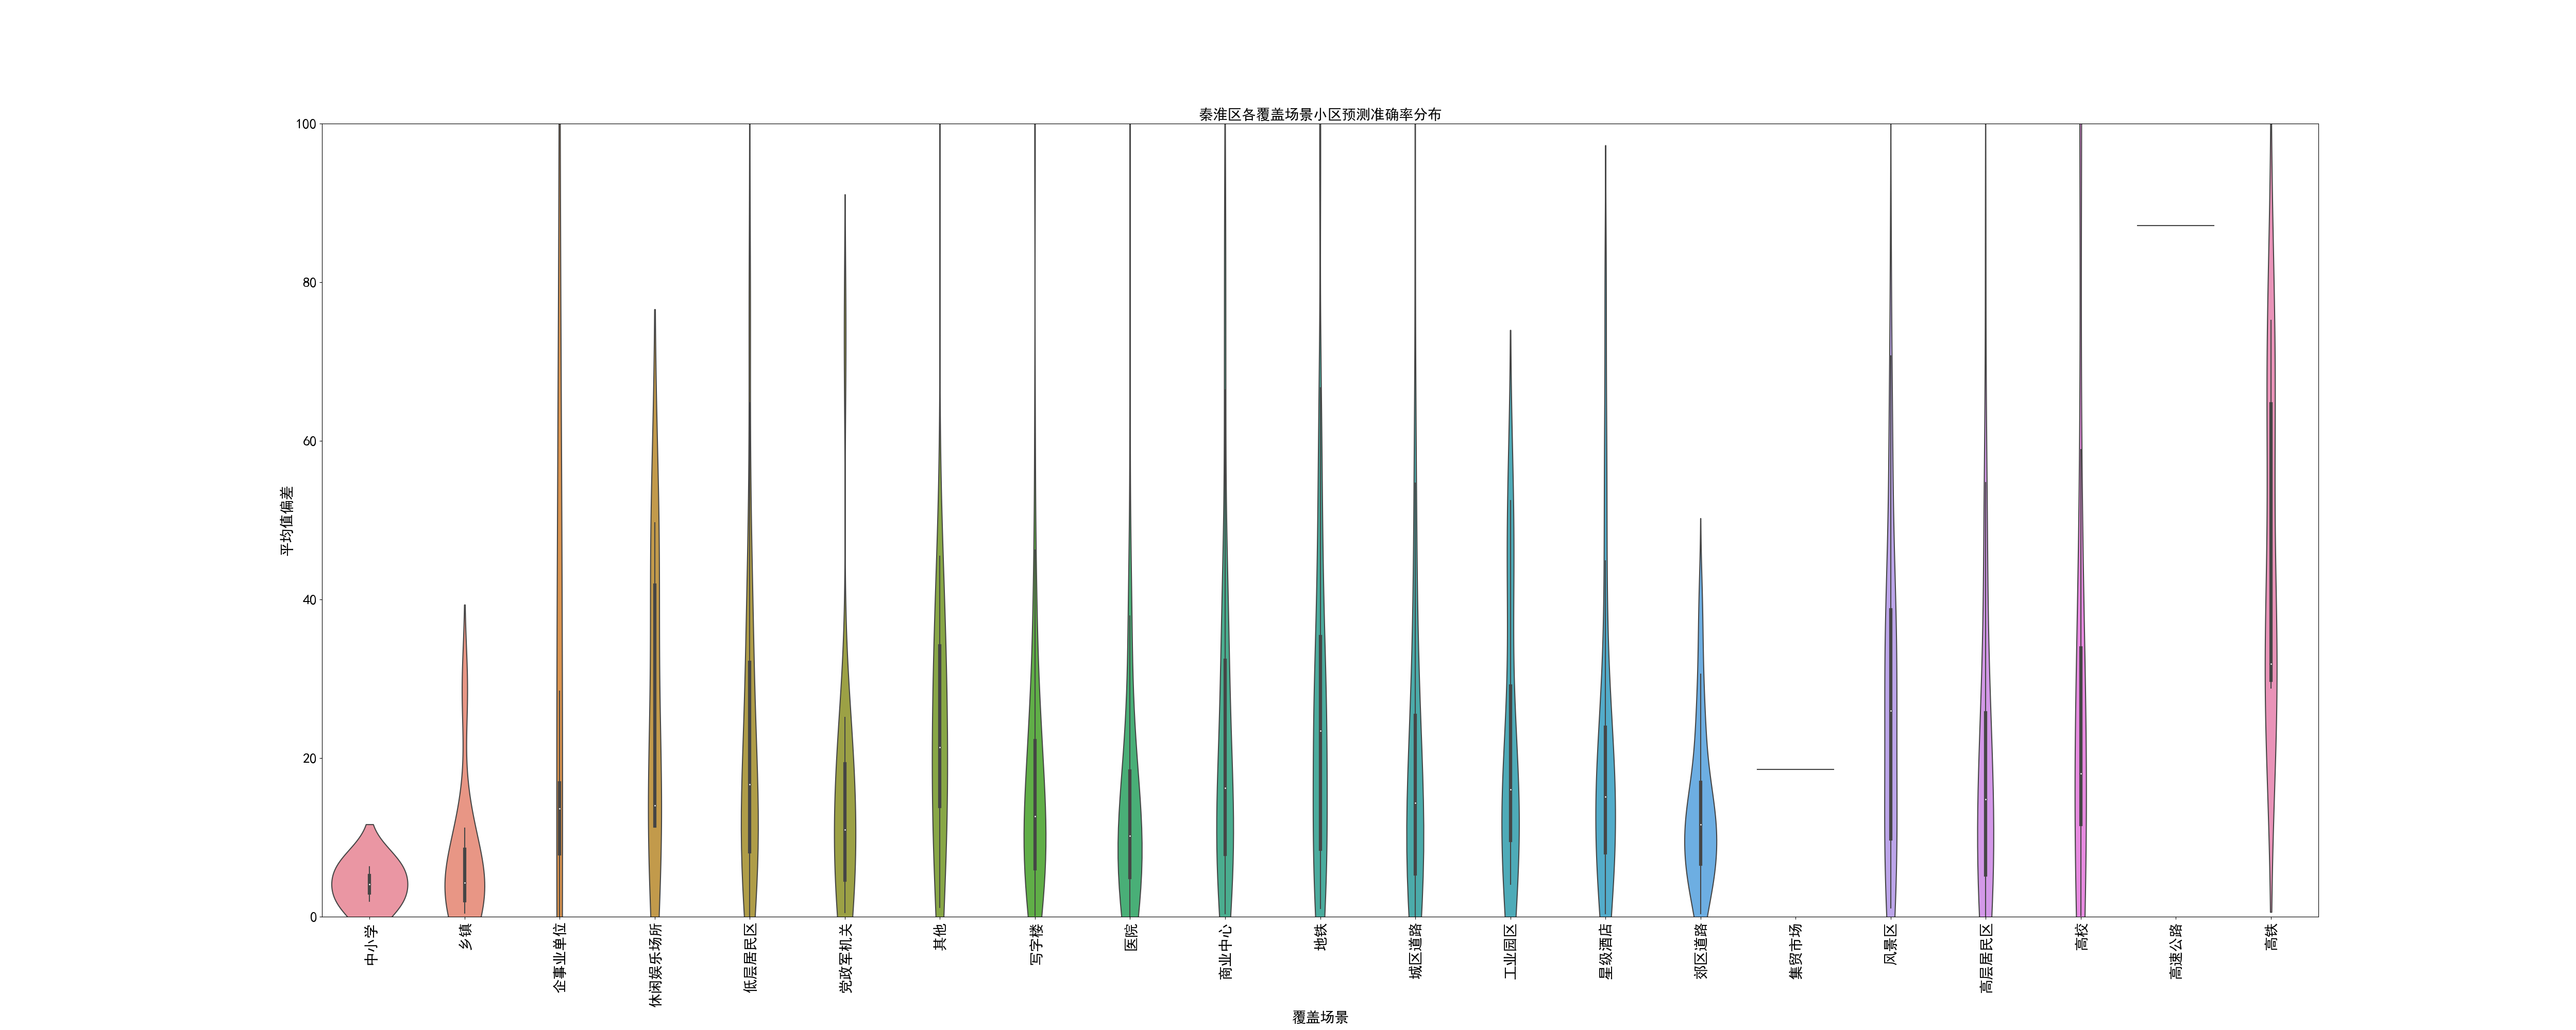 秦淮区各覆盖场景小区预测准确率分布
平均值偏差
100
80
60
40
20
0
中小学
乡镇
企事业单位
休闲娱乐场所
低层居民区
党政军机关
其他
写字楼
医院
商业中心
地铁
城区道路
工业园区
星级酒店
郊区道路
集贸市场
风景区
高层居民区
高校
高速公路
高铁
覆盖场景